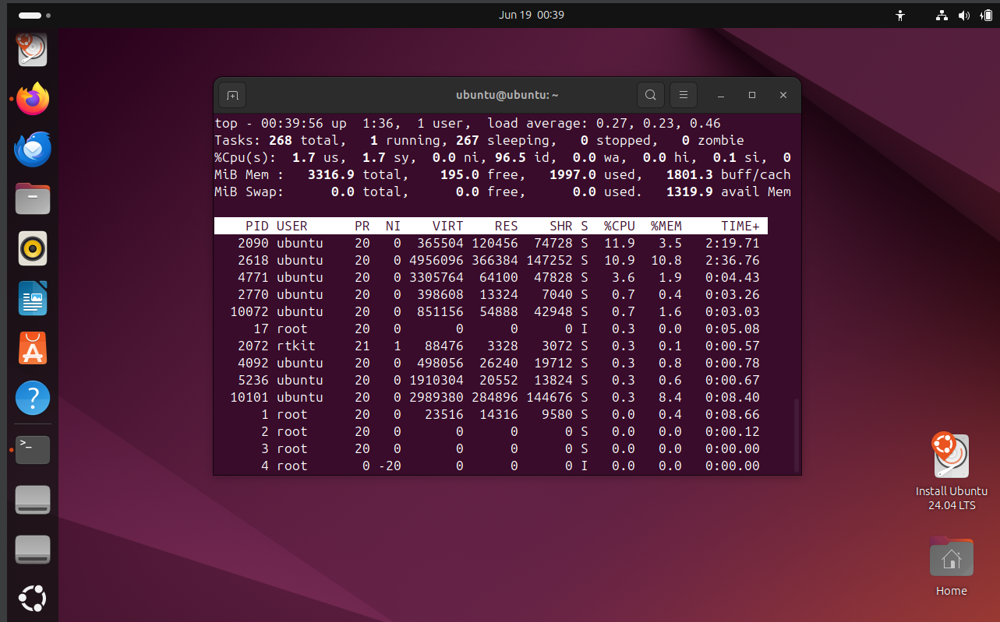 Jun 19 00:39
ubuntu@ubuntu: ~
top - 00:39:56 up  1:36,  1 user,  load average: 0.27, 0.23, 0.46
Tasks: 268 total,   1 running, 267 sleeping,   0 stopped,   0 zombie
%Cpu(s):  1.7 us,  1.7 sy,  0.0 ni, 96.5 id,  0.0 wa,  0.0 hi,  0.1 si,  0
MiB Mem :   3316.9 total,    195.0 free,   1997.0 used,   1801.3 buff/cach
MiB Swap:      0.0 total,      0.0 free,      0.0 used.   1319.9 avail Mem
PID USER      PR  NI    VIRT    RES    SHR S  %CPU  %MEM     TIME+
2090 ubuntu    20   0  365504 120456  74728 S  11.9   3.5   2:19.71
2618 ubuntu    20   0 4956096 366384 147252 S  10.9  10.8   2:36.76
4771 ubuntu    20   0 3305764  64100  47828 S   3.6   1.9   0:04.43
2770 ubuntu    20   0  398608  13324   7040 S   0.7   0.4   0:03.26
10072 ubuntu    20   0  851156  54888  42948 S   0.7   1.6   0:03.03
17 root      20   0       0      0      0 I   0.3   0.0   0:05.08
2072 rtkit     21   1   88476   3328   3072 S   0.3   0.1   0:00.57
4092 ubuntu    20   0  498056  26240  19712 S   0.3   0.8   0:00.78
5236 ubuntu    20   0 1910304  20552  13824 S   0.3   0.6   0:00.67
10101 ubuntu    20   0 2989380 284896 144676 S   0.3   8.4   0:08.40
1 root      20   0   23516  14316   9580 S   0.0   0.4   0:08.66
2 root      20   0       0      0      0 S   0.0   0.0   0:00.12
3 root      20   0       0      0      0 S   0.0   0.0   0:00.00
4 root       0 -20       0      0      0 I   0.0   0.0   0:00.00
Install Ubuntu
24.04 LTS
Home